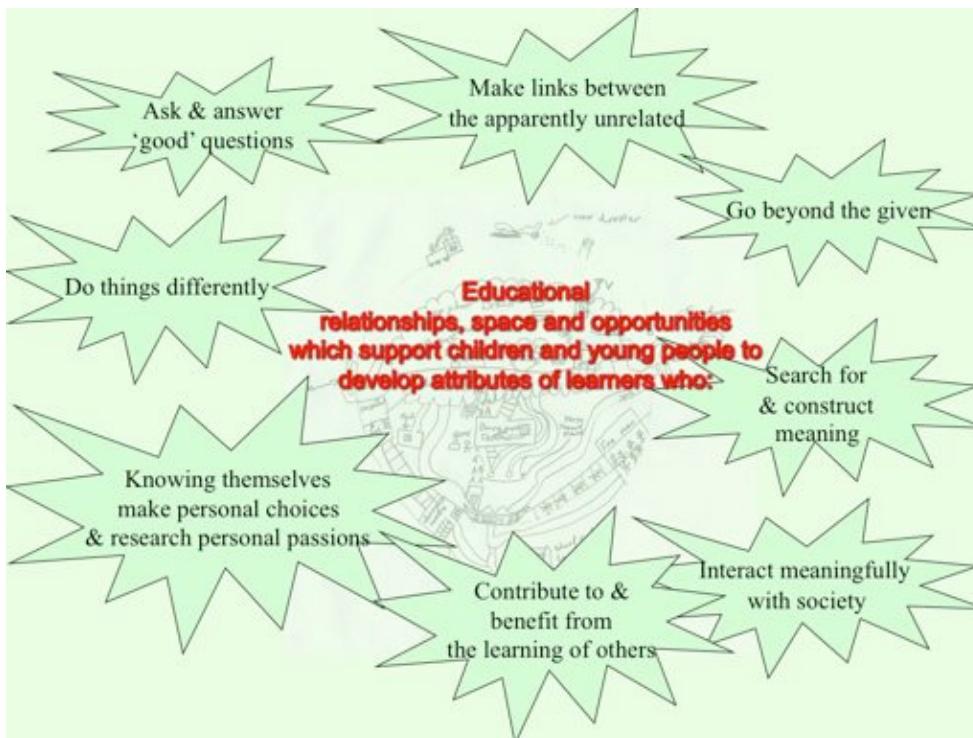 Make links between
the apparently unrelated
Ask & answer
‘good’ questions
Go beyond the given
Do things differently
Educational
relationships, space and opportunities
which support children and young people to
develop attributes of learners who:
Search for
& construct
meaning
Knowing themselves
make personal choices
& research personal passions
Interact meaningfully
with society
Contribute to &
benefit from
the learning of others
TV